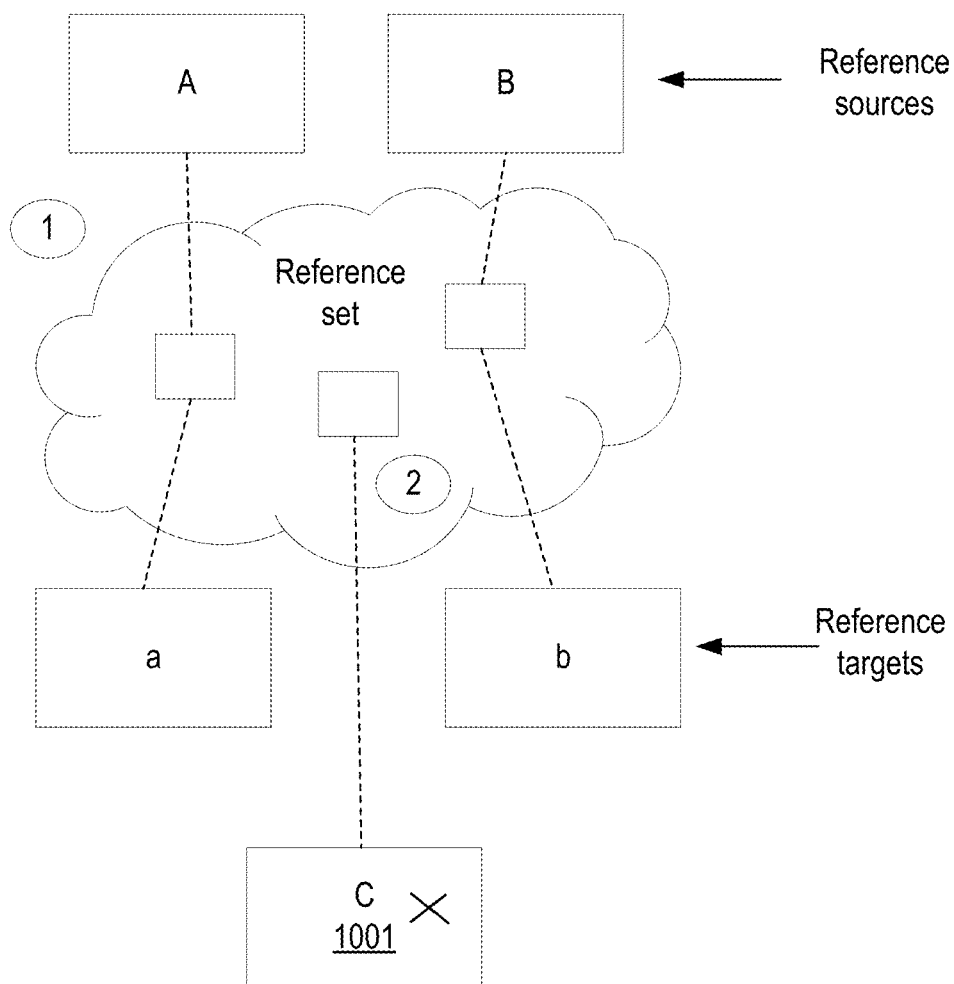 A
B
Reference
sources
1
Reference
set
2
a
b
Reference
targets
C
1001